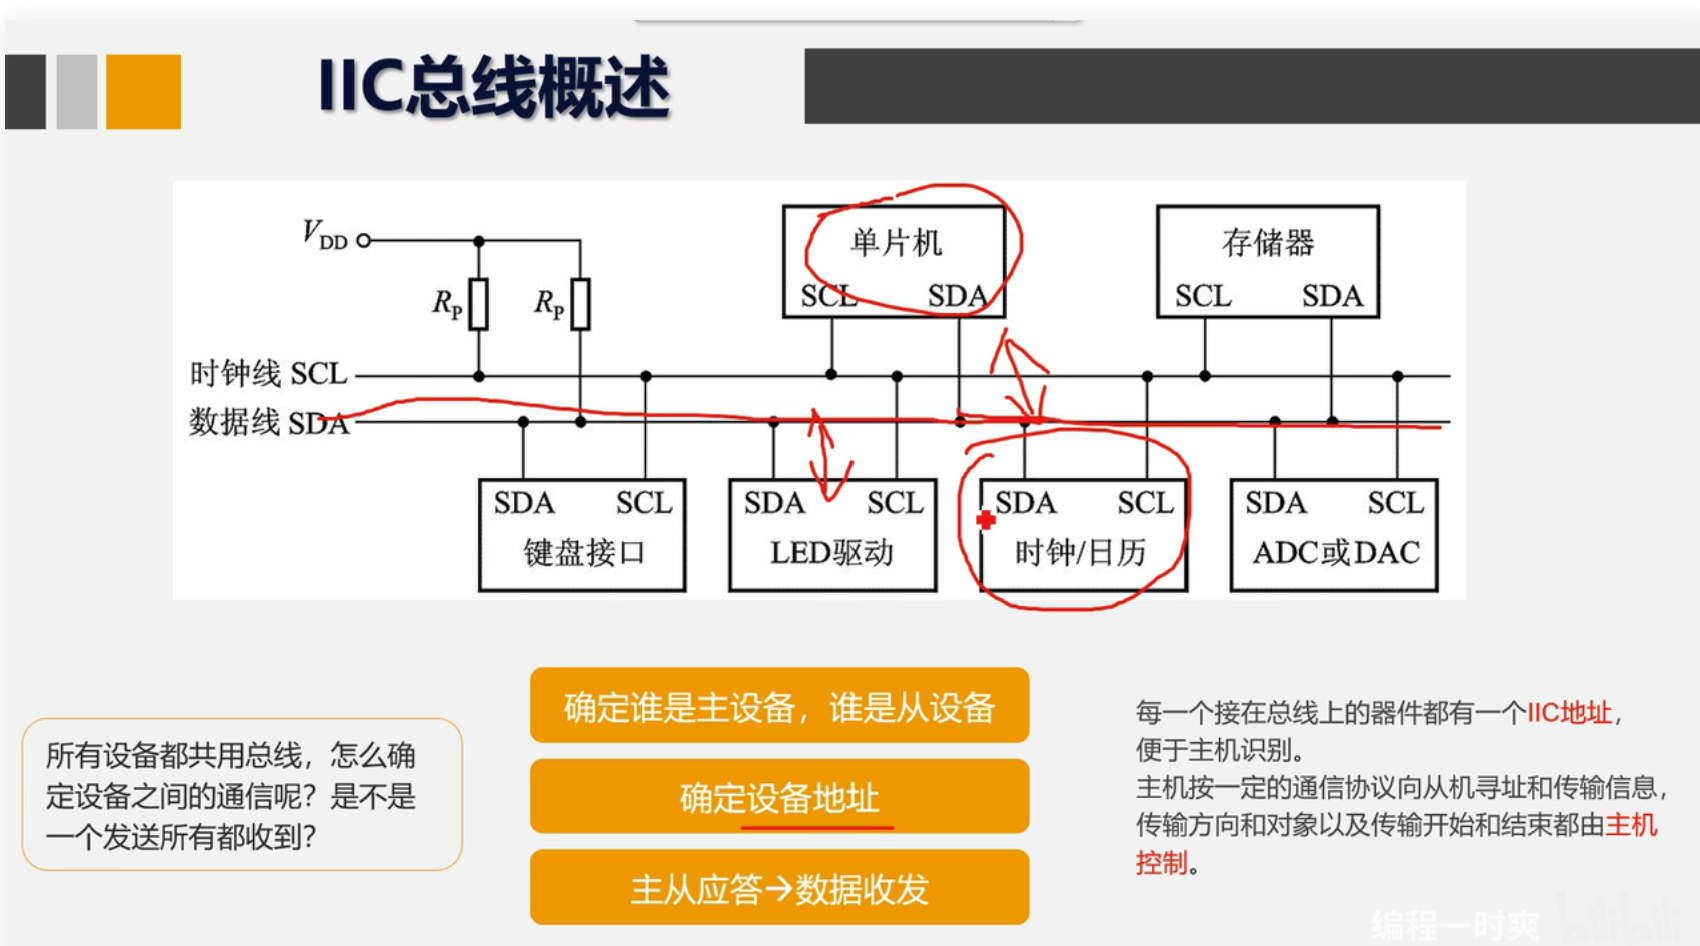 IIC总线概述
VDD
RP
RP
单片机
SCL SDA
存储器
SCL SDA
时钟线 SCL
数据线 SDA
SDA SCL
键盘接口
SDA SCL
LED驱动
SDA SCL
时钟/日历
SDA SCL
ADC或DAC
所有设备都共用总线，怎么确
定设备之间的通信呢？是不是
一个发送所有都收到？
确定谁是主设备，谁是从设备
确定设备地址
主从应答→数据收发
每一个接在总线上的器件都有一个IIC地址，
便于主机识别。
主机按一定的通信协议向从机寻址和传输信息，
传输方向和对象以及传输开始和结束都由主机
控制。
编程一时爽 bilibili